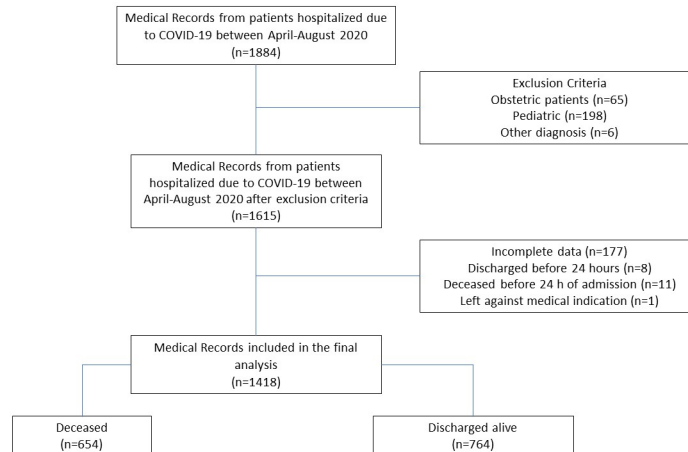 Medical Records from patients hospitalized due
to COVID-19 between April-August 2020
(n=1884)
Exclusion Criteria
Obstetric patients (n=65)
Pediatric (n=198)
Other diagnosis (n=6)
Medical Records from patients
hospitalized due to COVID-19 between
April-August 2020 after exclusion criteria
(n=1615)
Incomplete data (n=177)
Discharged before 24 hours (n=8)
Deceased before 24 h of admission (n=11)
Left against medical indication (n=1)
Medical Records included in the final
analysis
(n=1418)
Deceased
(n=654)
Discharged alive
(n=764)